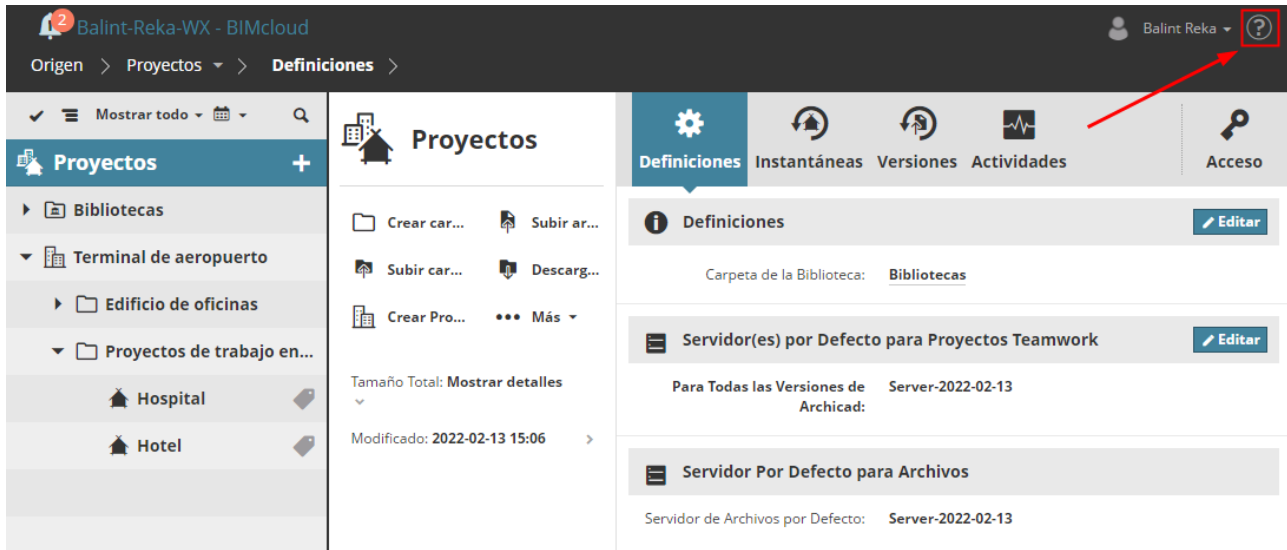 2
Balint-Reka-WX - BIMcloud
Balint Reka
?
Origen > Proyectos > Definiciones >
Mostrar todo
Proyectos +
Bibliotecas
Terminal de aeropuerto
Edificio de oficinas
Proyectos de trabajo en...
Hospital
Hotel
Proyectos
Crear car...
Subir ar...
Subir car...
Descarg...
Crear Pro...
••• Más
Tamaño Total: Mostrar detalles
Modificado: 2022-02-13 15:06 >
Definiciones
Instantáneas
Versiones
Actividades
Acceso
Definiciones
Editar
Carpeta de la Biblioteca: Bibliotecas
Servidor(es) por Defecto para Proyectos Teamwork
Editar
Para Todas las Versiones de Server-2022-02-13
Archicad:
Servidor Por Defecto para Archivos
Servidor de Archivos por Defecto: Server-2022-02-13